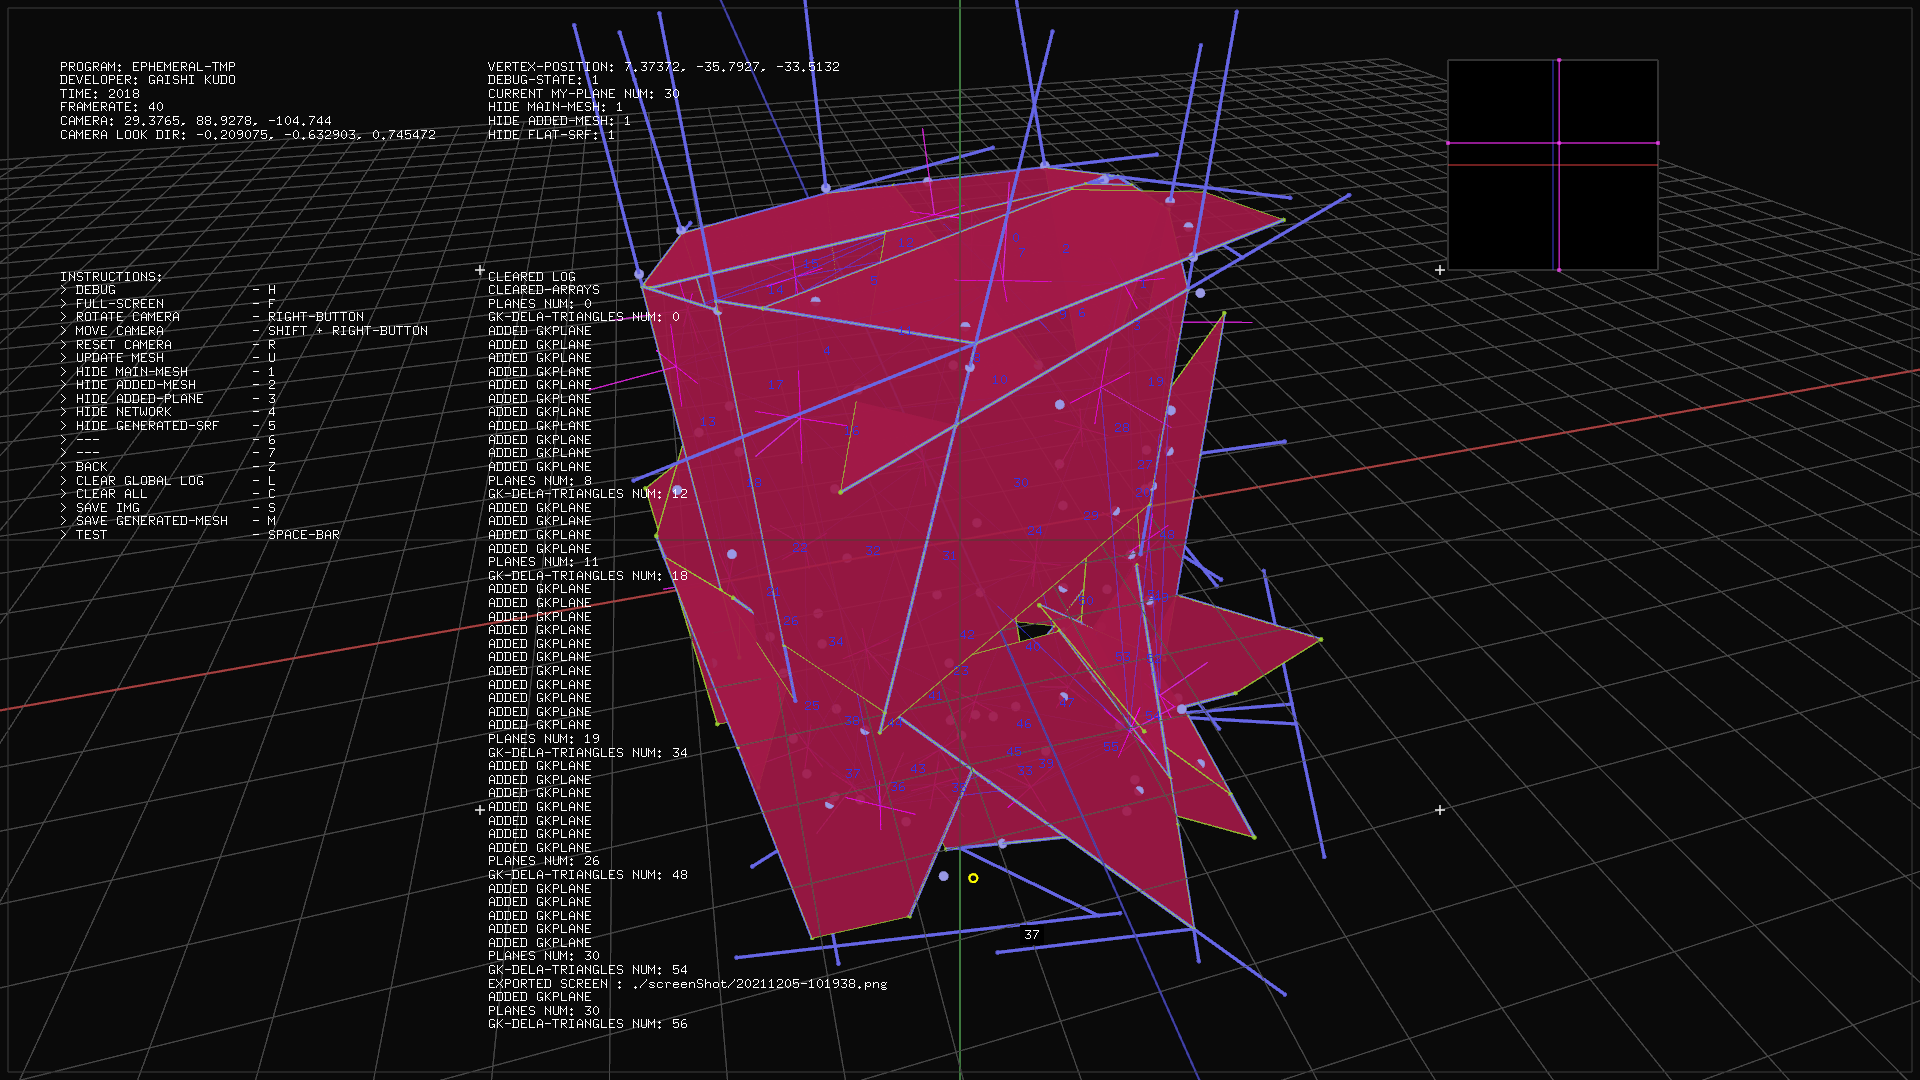 PROGRAM: EPHEMERAL-TMP
DEVELOPER: GAISHI KUDO
TIME: 2018
FRAMERATE: 40
CAMERA: 29.3765, 88.9278, -104.744
CAMERA LOOK DIR: -0.209075, -0.632903, 0.745472
VERTEX-POSITION: 7.37372, -35.7927, -33.5132
DEBUG-STATE: 1
CURRENT MY-PLANE NUM: 30
HIDE MAIN-MESH: 1
HIDE ADDED-MESH: 1
HIDE FLAT-SRF: 1
INSTRUCTIONS:
> DEBUG - H
> FULL-SCREEN - F
> ROTATE CAMERA - RIGHT-BUTTON
> MOVE CAMERA - SHIFT + RIGHT-BUTTON
> RESET CAMERA - R
> UPDATE MESH - U
> HIDE MAIN-MESH - 1
> HIDE ADDED-MESH - 2
> HIDE ADDED-PLANE - 3
> HIDE NETWORK - 4
> HIDE GENERATED-SRF - 5
> --- - 6
> --- - 7
> BACK - Z
> CLEAR GLOBAL LOG - L
> CLEAR ALL - C
> SAVE IMG - S
> SAVE GENERATED-MESH - M
> TEST - SPACE-BAR
CLEARED LOG
CLEARED-ARRAYS
PLANES NUM: 0
GK-DELA-TRIANGLES NUM: 0
ADDED GKPLANE
ADDED GKPLANE
ADDED GKPLANE
ADDED GKPLANE
ADDED GKPLANE
ADDED GKPLANE
ADDED GKPLANE
ADDED GKPLANE
ADDED GKPLANE
ADDED GKPLANE
ADDED GKPLANE
PLANES NUM: 8
GK-DELA-TRIANGLES NUM: 12
ADDED GKPLANE
ADDED GKPLANE
ADDED GKPLANE
ADDED GKPLANE
PLANES NUM: 11
GK-DELA-TRIANGLES NUM: 18
ADDED GKPLANE
ADDED GKPLANE
ADDED GKPLANE
ADDED GKPLANE
ADDED GKPLANE
ADDED GKPLANE
ADDED GKPLANE
ADDED GKPLANE
ADDED GKPLANE
ADDED GKPLANE
ADDED GKPLANE
PLANES NUM: 19
GK-DELA-TRIANGLES NUM: 34
ADDED GKPLANE
ADDED GKPLANE
ADDED GKPLANE
ADDED GKPLANE
ADDED GKPLANE
ADDED GKPLANE
ADDED GKPLANE
PLANES NUM: 26
GK-DELA-TRIANGLES NUM: 48
ADDED GKPLANE
ADDED GKPLANE
ADDED GKPLANE
ADDED GKPLANE
ADDED GKPLANE
PLANES NUM: 30
GK-DELA-TRIANGLES NUM: 54
EXPORTED SCREEN : ./screenShot/20211205-101938.png
ADDED GKPLANE
PLANES NUM: 30
GK-DELA-TRIANGLES NUM: 56
37